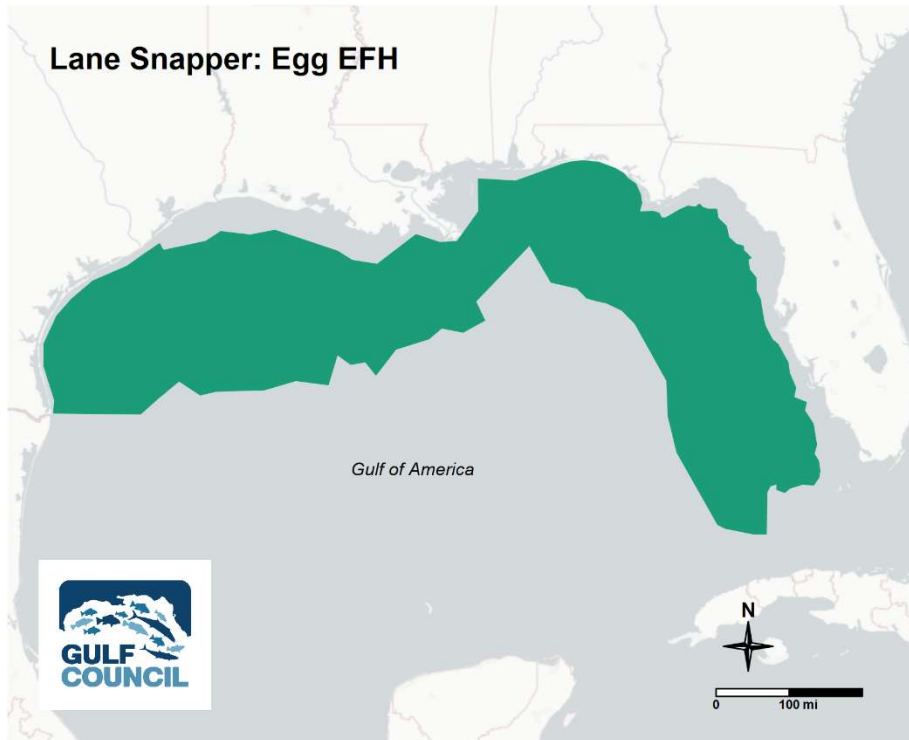 Lane Snapper: Egg EFH
Gulf of America
GULF
COUNCIL
N
0 100 mi